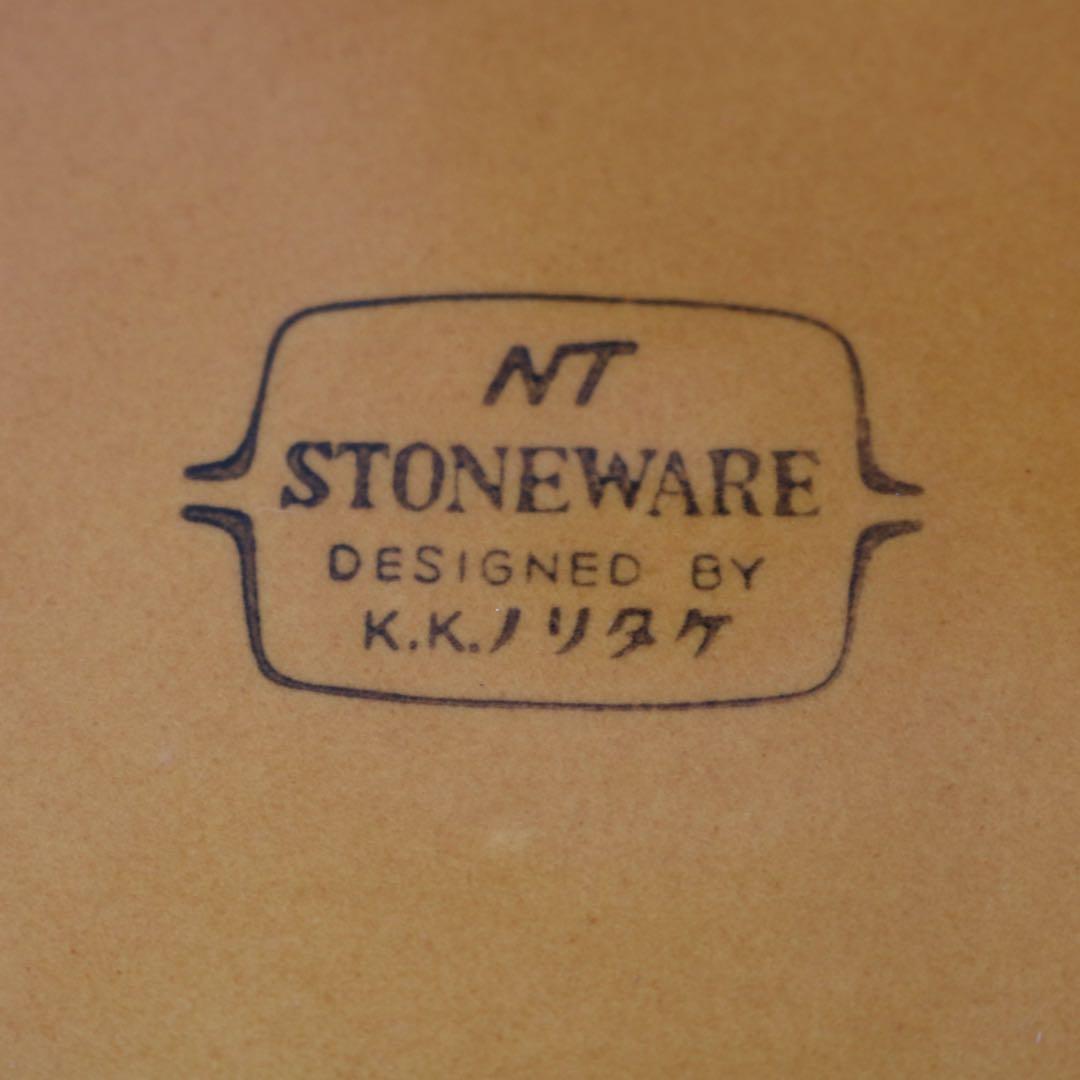 NT
STONEWARE
DESIGNED BY
K.K.ノリタケ